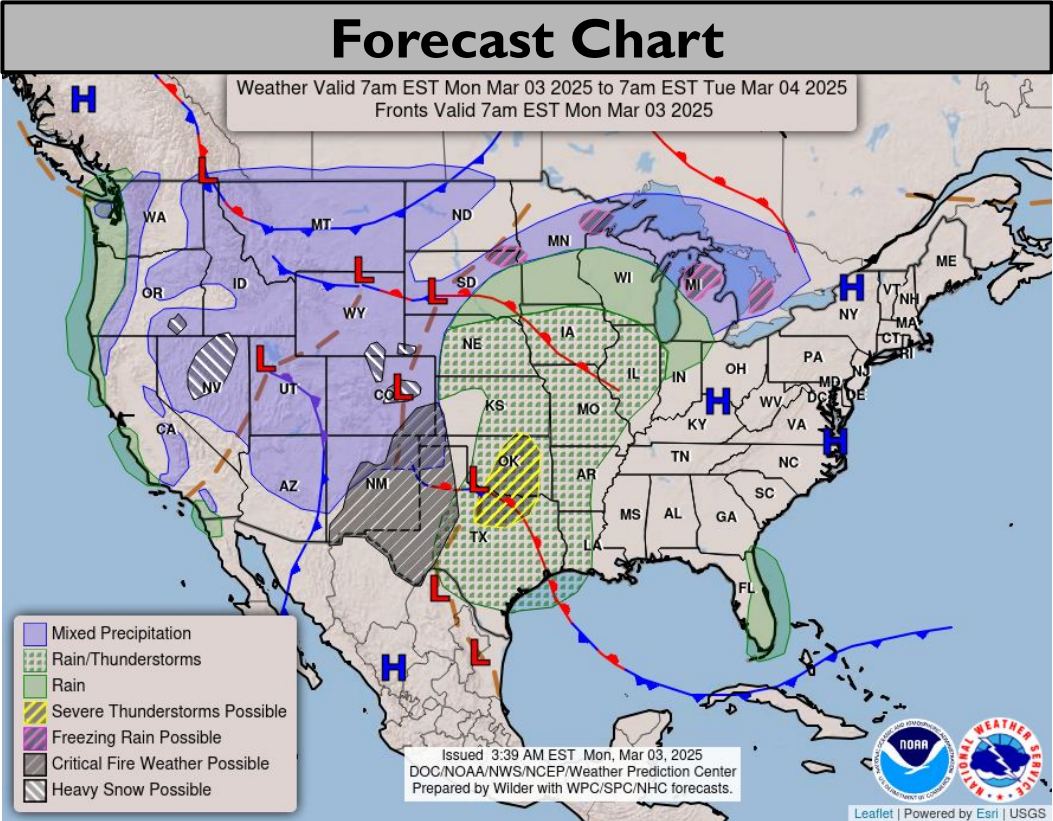 Forecast Chart
Weather Valid 7am EST Mon Mar 03 2025 to 7am EST Tue Mar 04 2025
Fronts Valid 7am EST Mon Mar 03 2025
H
L
WA
MT
ND
MN
ME
OR
ID
L
L
SD
WI
MI
H
VT
NH
NY
WY
MA
CT
RI
NV
L
UT
CO
L
NE
IA
IL
IN
OH
PA
NJ
MD
DC
DE
WV
H
CA
KS
MO
KY
VA
H
AZ
NM
OK
L
AR
TN
NC
SC
TX
LA
MS
AL
GA
L
FL
H
L
Mixed Precipitation
Rain/Thunderstorms
Rain
Severe Thunderstorms Possible
Freezing Rain Possible
Critical Fire Weather Possible
Heavy Snow Possible
Issued 3:39 AM EST Mon, Mar 03, 2025
DOC/NOAA/NWS/NCEP/Weather Prediction Center
Prepared by Wilder with WPC/SPC/NHC forecasts.
NOAA
NATIONAL WEATHER SERVICE
Leaflet | Powered by Esri | USGS